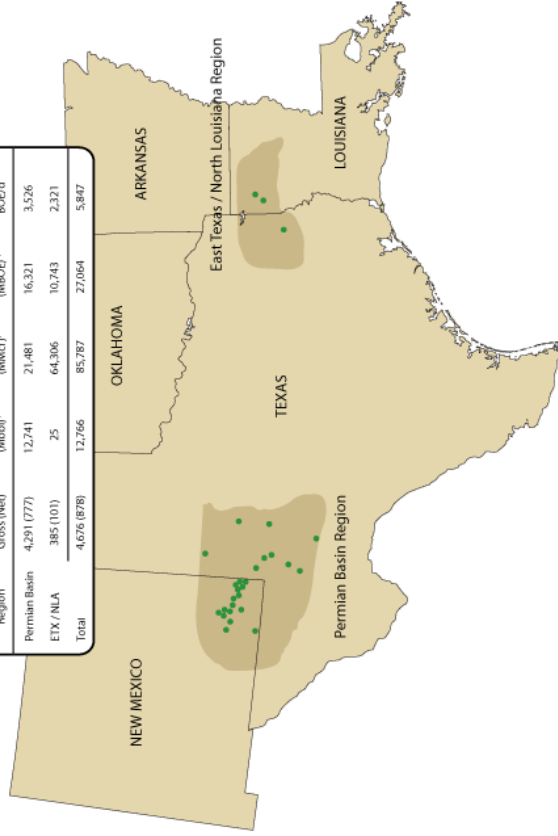 Region Gross (Net) (Mbbl) (MMcf) (MBOE) BOE/d
Permian Basin 4,291 (777) 12,741 21,481 16,321 3,526
ETX / NLA 385 (101) 25 64,306 10,743 2,321
Total 4,676 (878) 12,766 85,787 27,064 5,847
NEW MEXICO
OKLAHOMA
ARKANSAS
East Texas / North Louisiana Region
TEXAS
LOUISIANA
Permian Basin Region